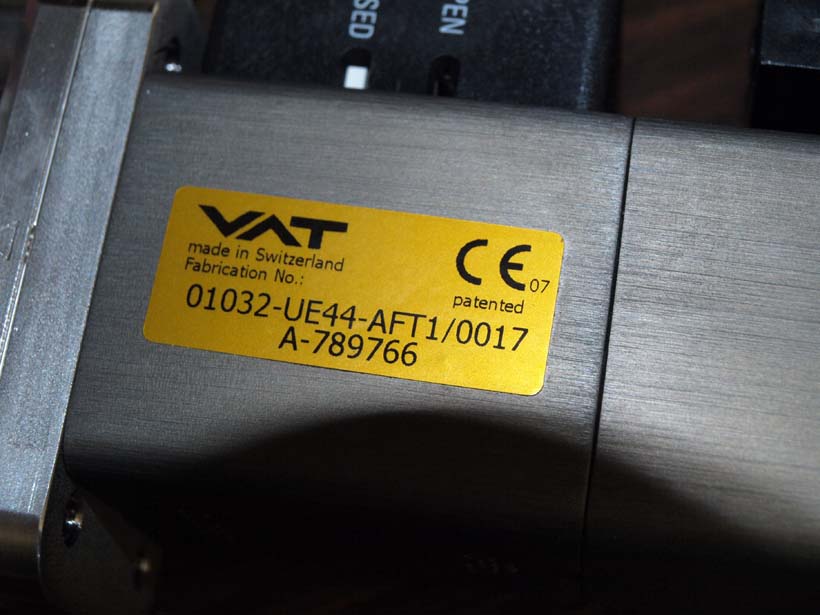 SED
PEN
VAT
made in Switzerland
Fabrication No.:
CE 07
patented
01032-UE44-AFT1/0017
A-789766